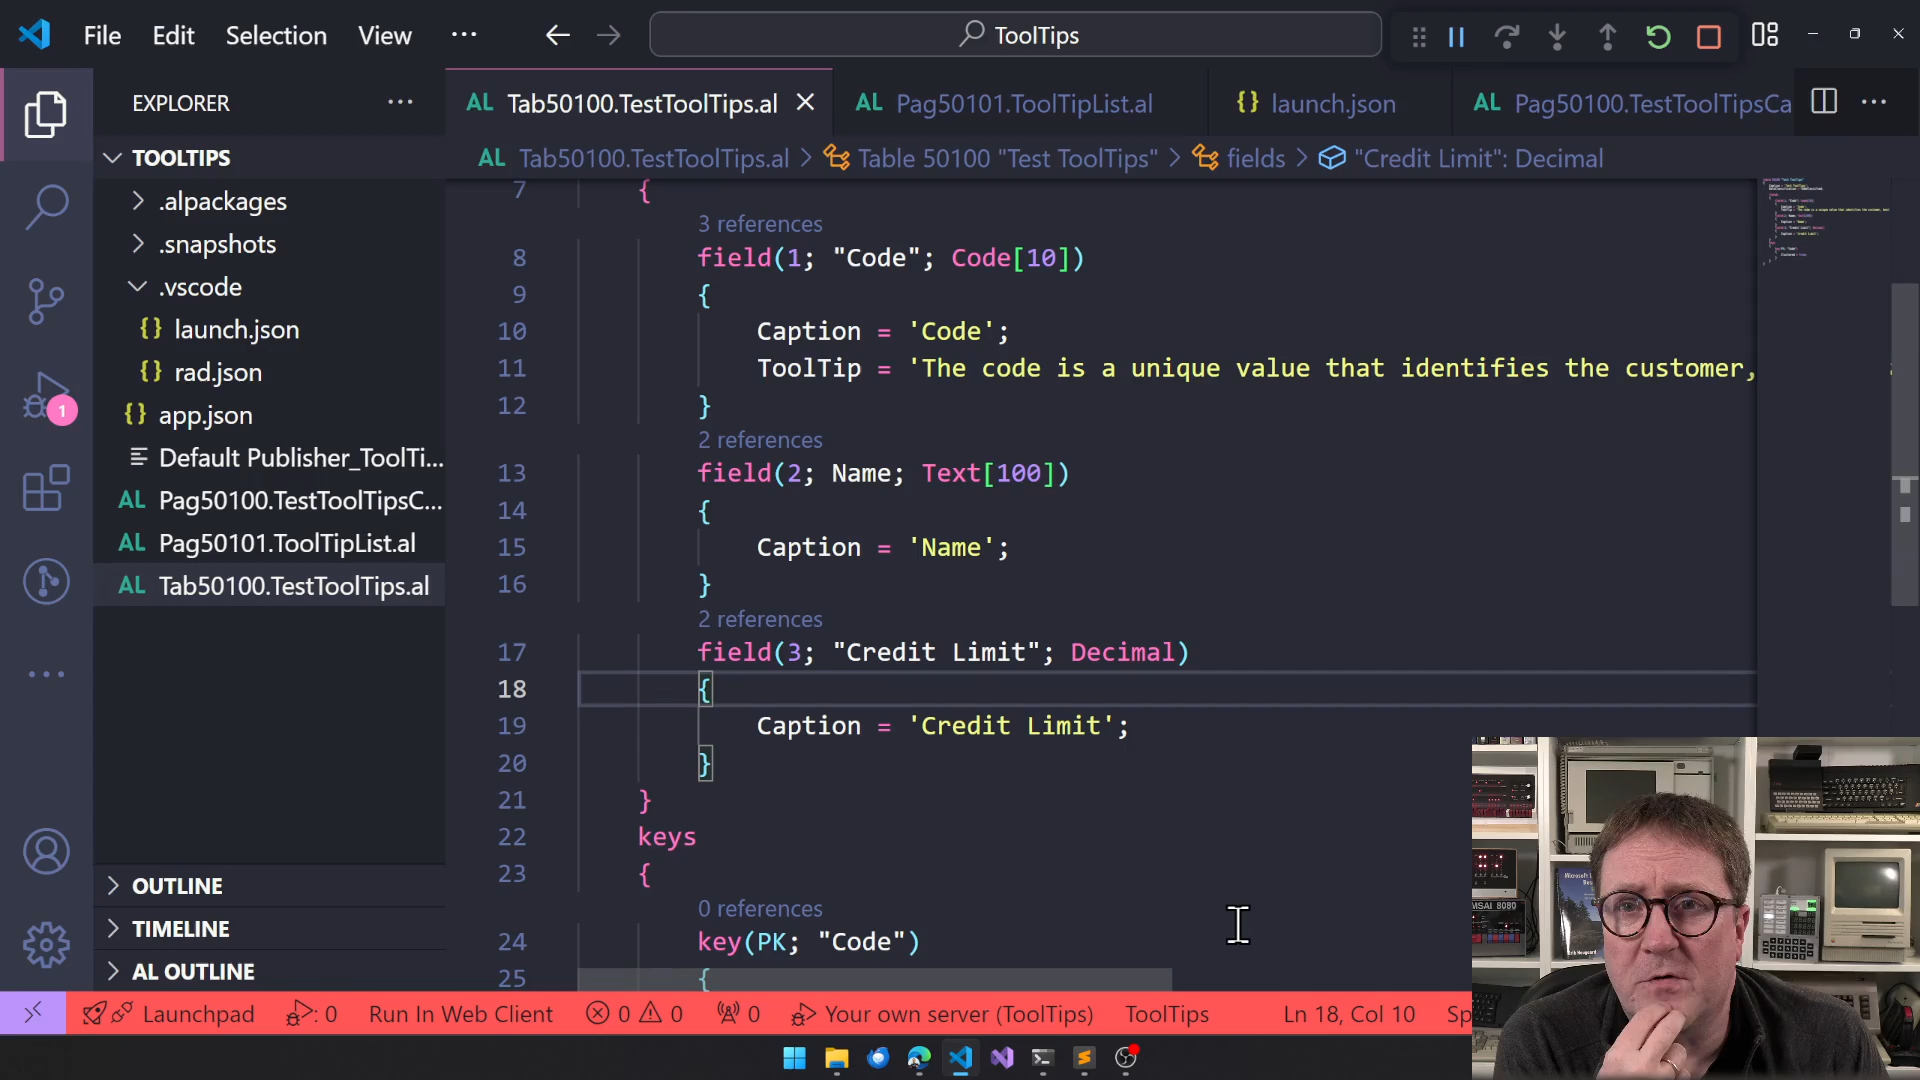 File Edit Selection View ··· ToolTips
EXPLORER ···
TOOLTIPS
.alpackages
.snapshots
.vscode
{} launch.json
{} rad.json
{} app.json
Default Publisher_ToolTi...
AL Pag50100.TestToolTipsC...
AL Pag50101.ToolTipList.al
AL Tab50100.TestToolTips.al
OUTLINE
TIMELINE
AL OUTLINE
1
AL Tab50100.TestToolTips.al
AL Pag50101.ToolTipList.al
{} launch.json
AL Pag50100.TestToolTipsCa
AL Tab50100.TestToolTips.al > Table 50100 "Test ToolTips" > fields > "Credit Limit": Decimal
7 {
3 references
8 field(1; "Code"; Code[10])
9 {
10 Caption = 'Code';
11 ToolTip = 'The code is a unique value that identifies the customer,
12 }
2 references
13 field(2; Name; Text[100])
14 {
15 Caption = 'Name';
16 }
2 references
17 field(3; "Credit Limit"; Decimal)
18 {
19 Caption = 'Credit Limit';
20 }
21 }
22 keys
23 {
0 references
24 key(PK; "Code")
25 {
Launchpad : 0 Run In Web Client 0 0 0 Your own server (ToolTips) ToolTips Ln 18, Col 10 Sp
IMSAI 8080